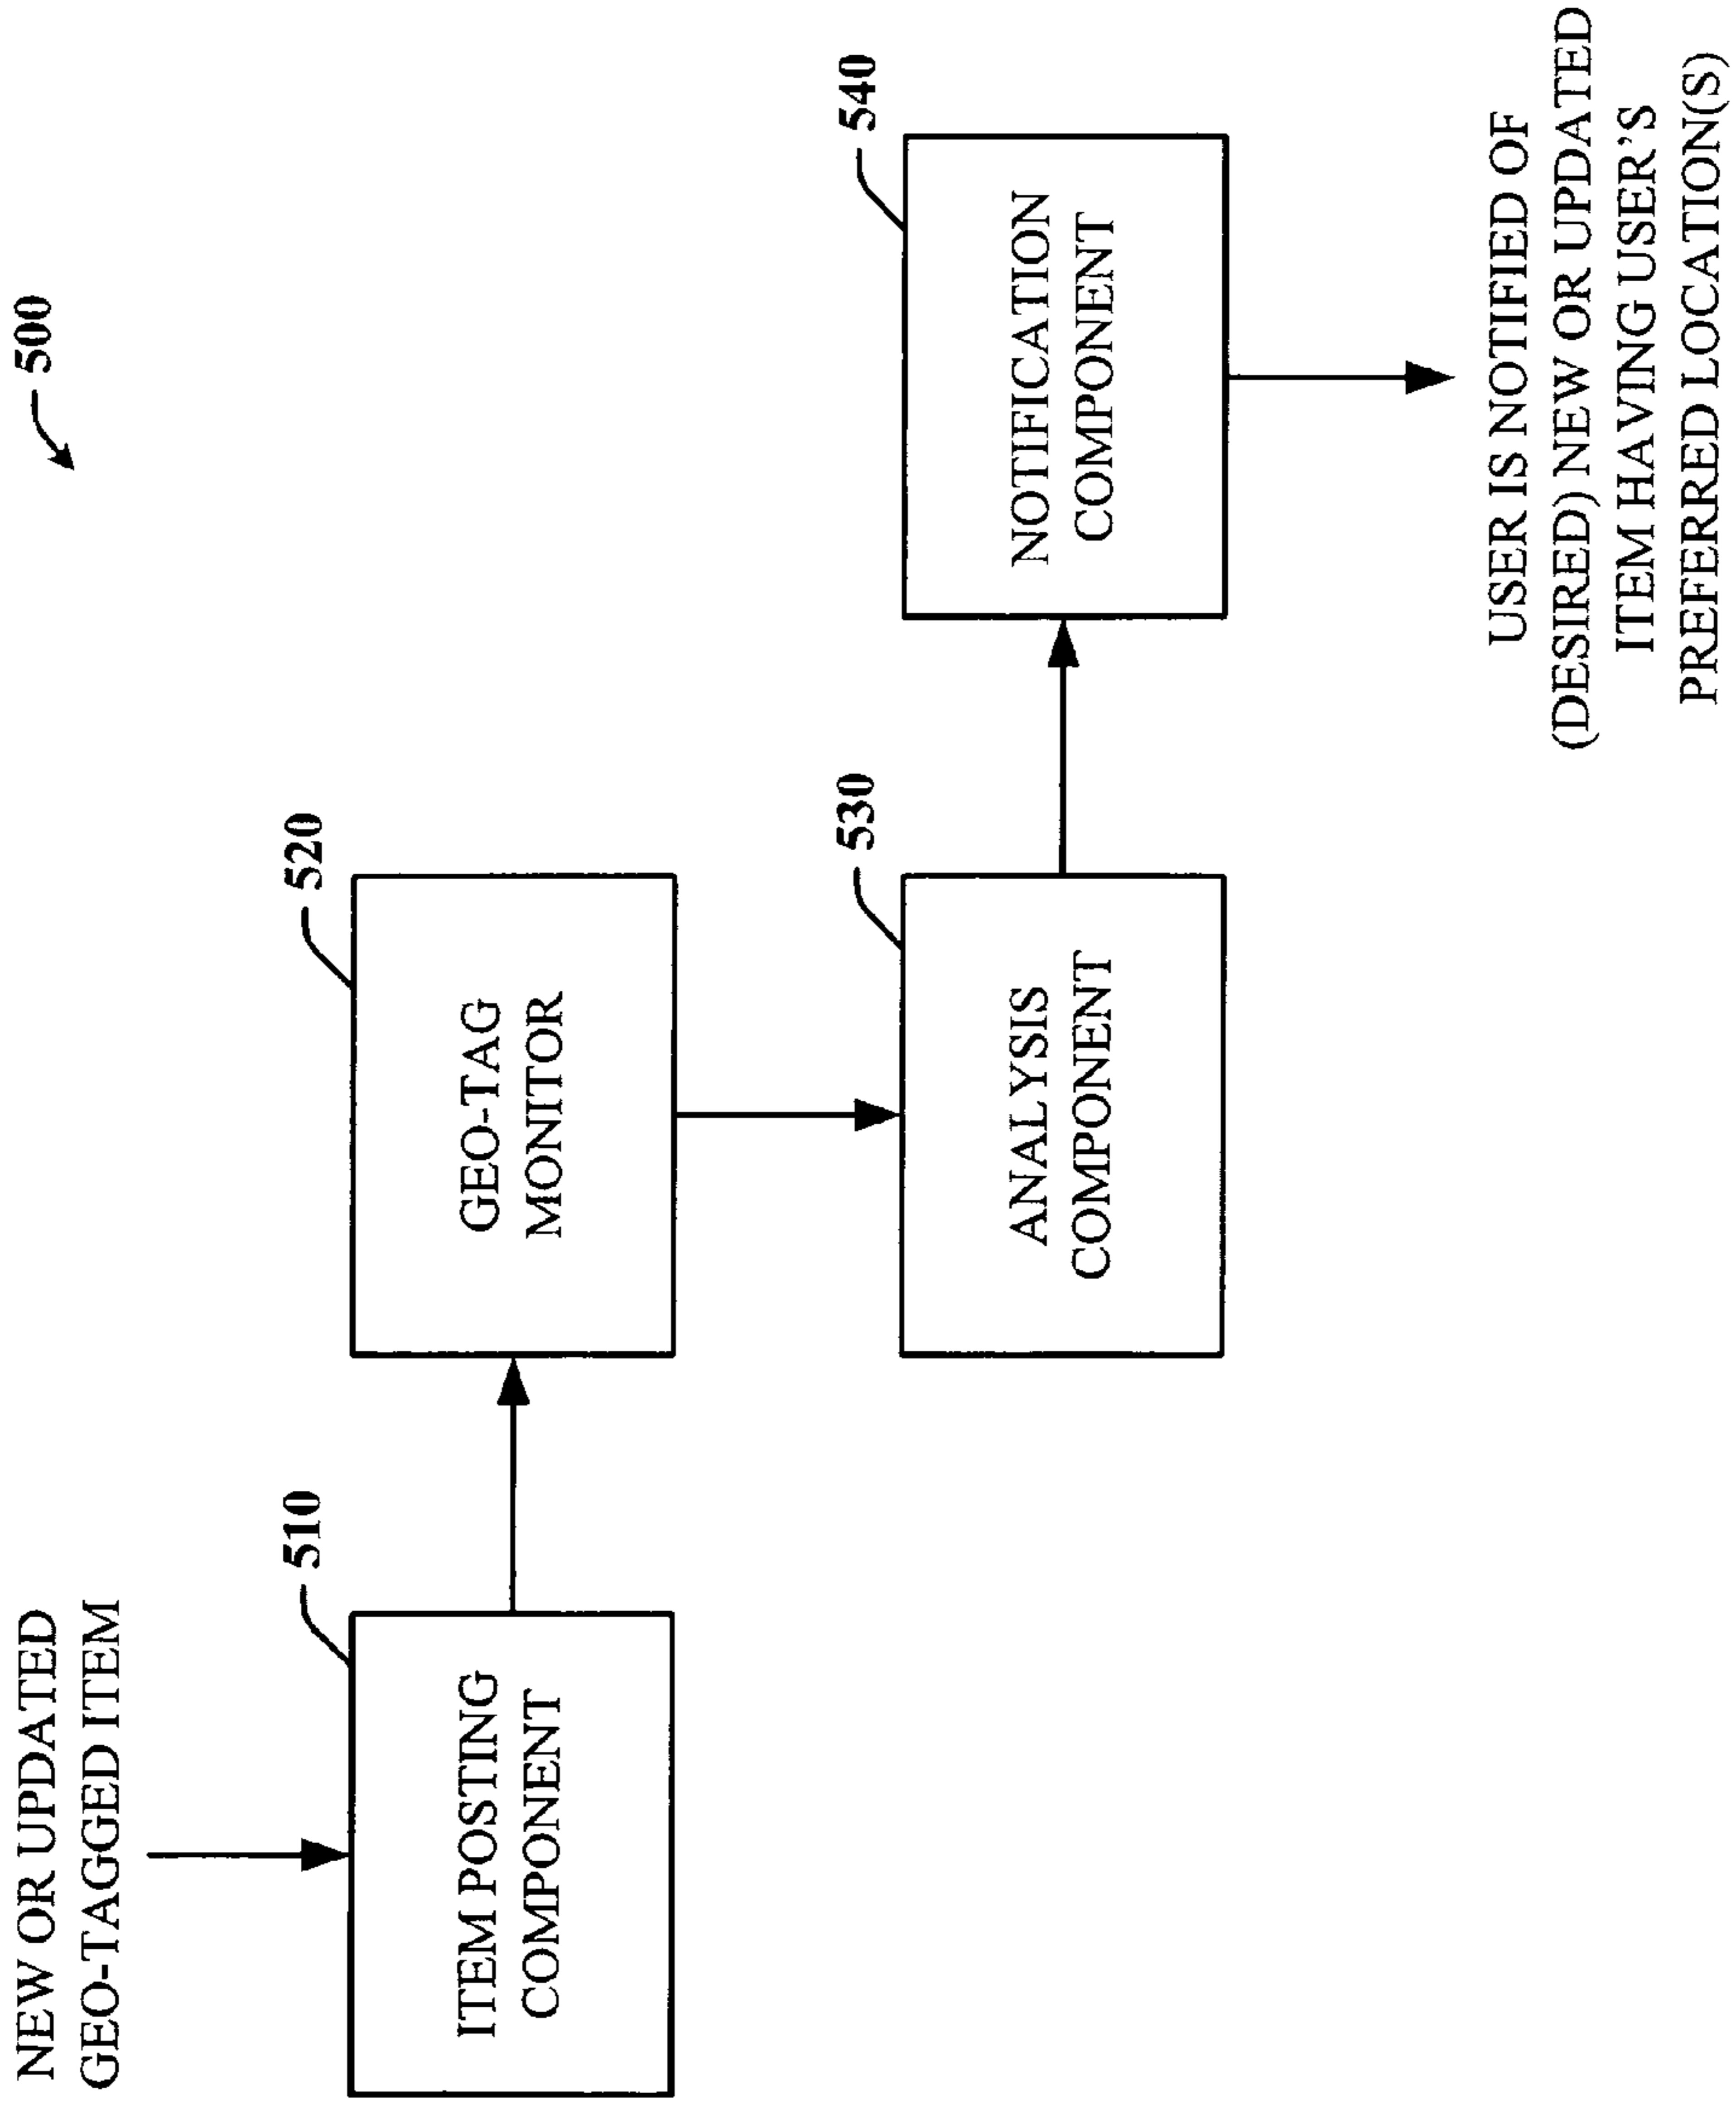 500
NEW OR UPDATED
GEO-TAGGED ITEM
510
ITEM POSTING
COMPONENT
520
GEO-TAG
MONITOR
530
ANALYSIS
COMPONENT
540
NOTIFICATION
COMPONENT
USER IS NOTIFIED OF
(DESIRED) NEW OR UPDATED
ITEM HAVING USER'S
PREFERRED LOCATION(S)